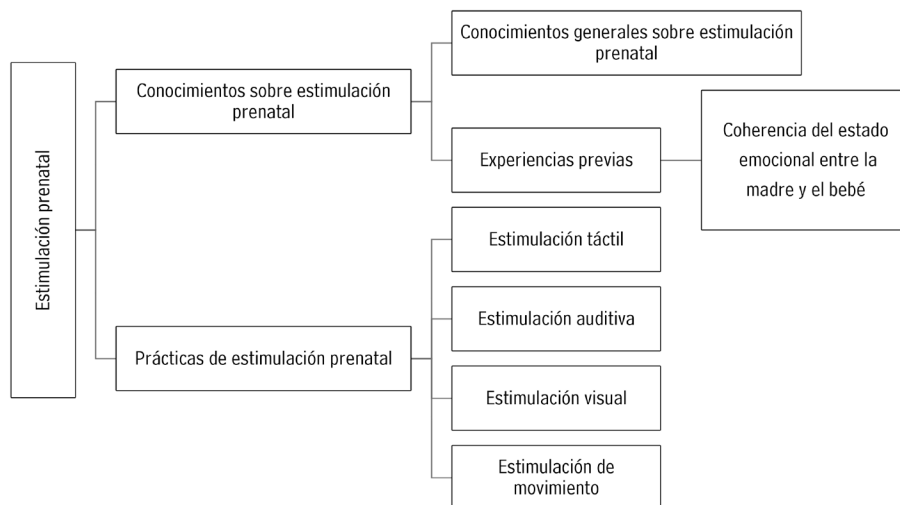 Estimulación prenatal
Conocimientos sobre estimulación
prenatal
Conocimientos generales sobre estimulación
prenatal
Experiencias previas
Coherencia del estado
emocional entre la
madre y el bebé
Prácticas de estimulación prenatal
Estimulación táctil
Estimulación auditiva
Estimulación visual
Estimulación de
movimiento